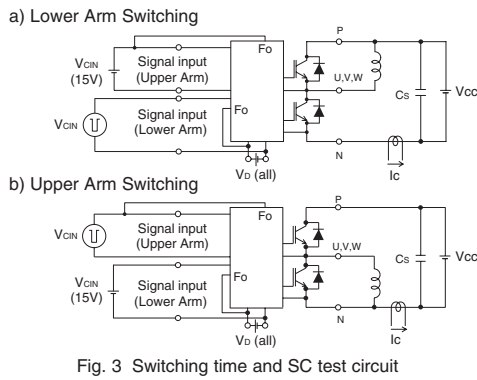 a) Lower Arm Switching
Fo
P
VCIN
(15V)
Signal input
(Upper Arm)
U,V,W
CS
VCC
VCIN
Signal input
(Lower Arm)
Fo
VD (all)
N
IC
b) Upper Arm Switching
Fo
P
VCIN
Signal input
(Upper Arm)
U,V,W
CS
VCC
VCIN
(15V)
Signal input
(Lower Arm)
Fo
VD (all)
N
IC
Fig. 3 Switching time and SC test circuit